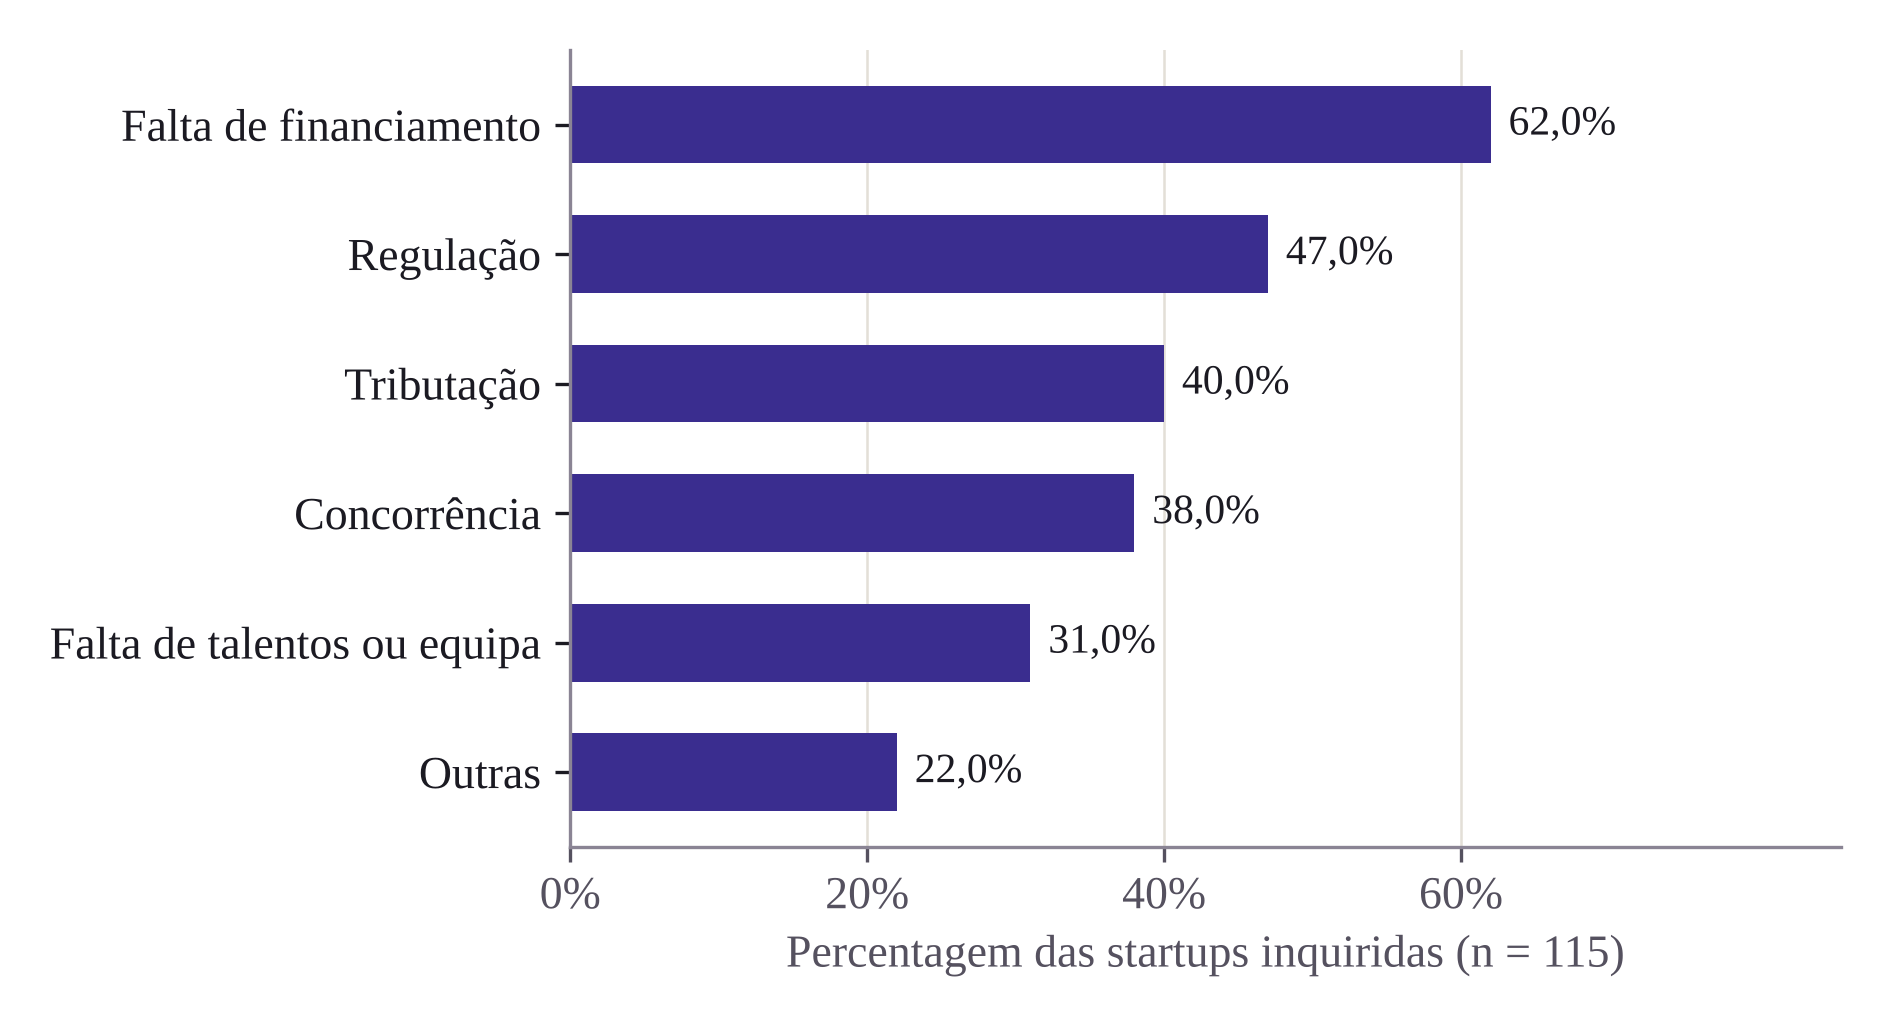 Falta de financiamento 62,0%
Regulação 47,0%
Tributação 40,0%
Concorrência 38,0%
Falta de talentos ou equipa 31,0%
Outras 22,0%
0% 20% 40% 60%
Percentagem das startups inquiridas (n = 115)